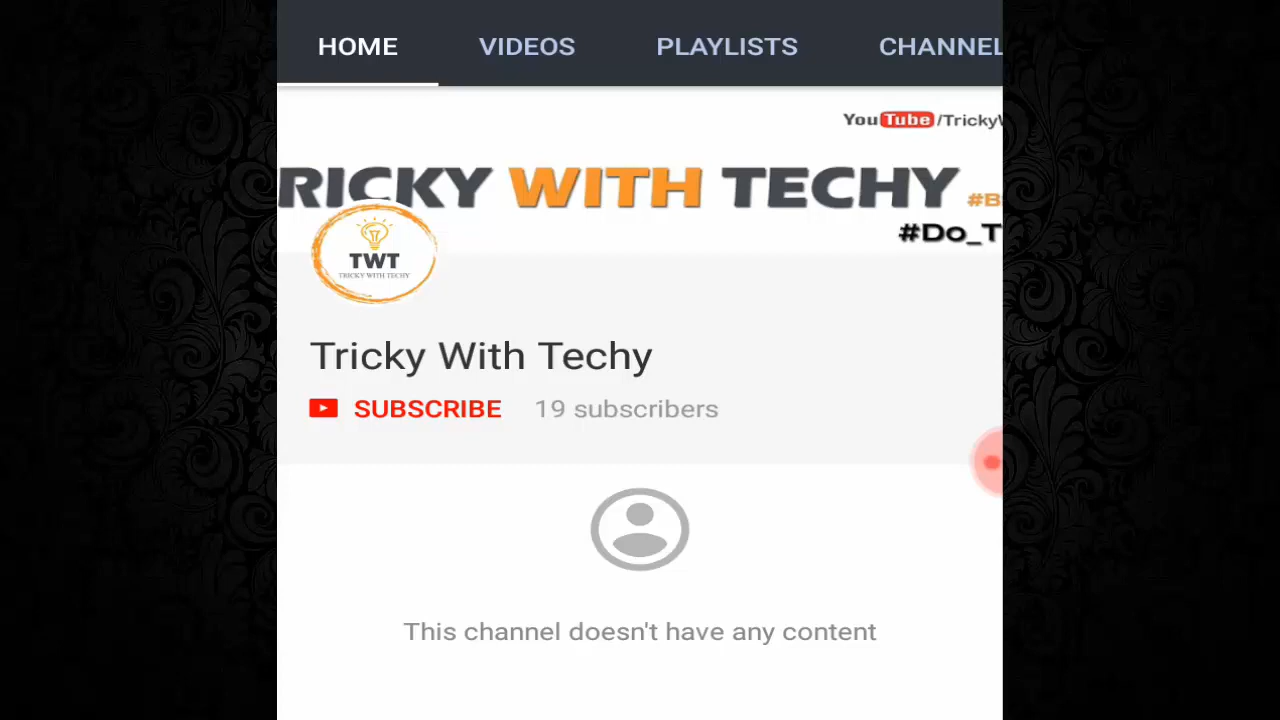 HOME VIDEOS PLAYLISTS CHANNEL
YouTube/TrickyW
RICKY WITH TECHY #B
#Do_T
TWT
TRICKY WITH TECHY
Tricky With Techy
SUBSCRIBE 19 subscribers
This channel doesn't have any content